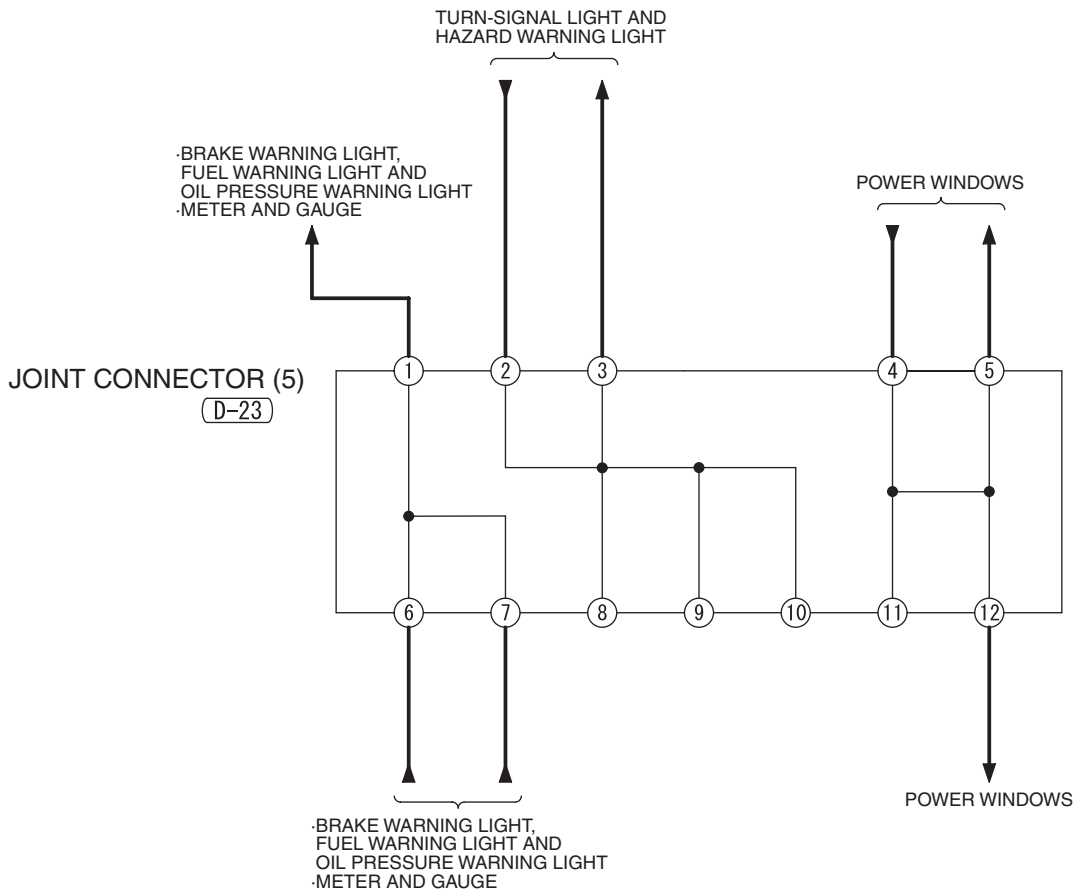 TURN-SIGNAL LIGHT AND
HAZARD WARNING LIGHT
·BRAKE WARNING LIGHT,
FUEL WARNING LIGHT AND
OIL PRESSURE WARNING LIGHT
·METER AND GAUGE
POWER WINDOWS
JOINT CONNECTOR (5)
D-23
1 2 3 4 5
6 7 8 9 10 11 12
POWER WINDOWS
·BRAKE WARNING LIGHT,
FUEL WARNING LIGHT AND
OIL PRESSURE WARNING LIGHT
·METER AND GAUGE